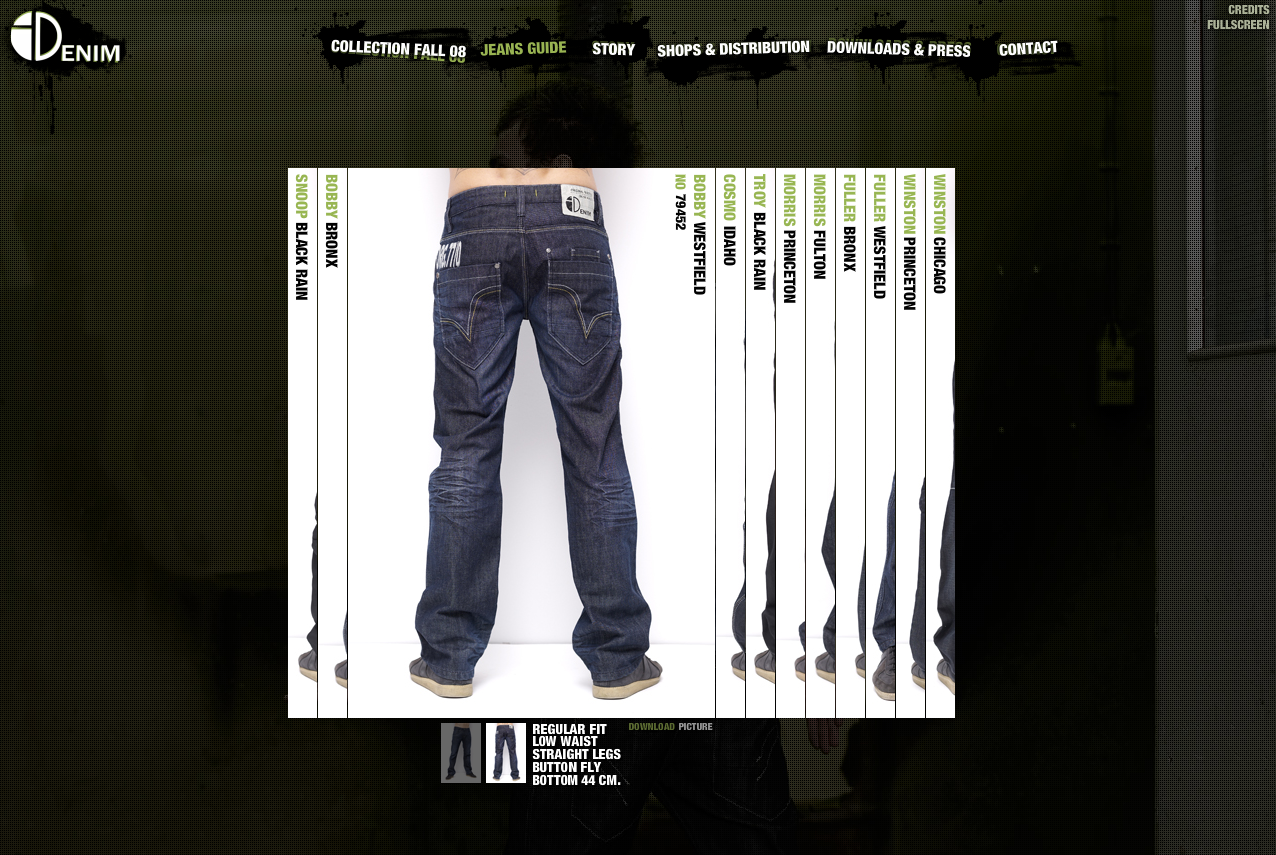 iDENIM
CREDITS
FULLSCREEN
COLLECTION FALL 08
JEANS GUIDE
STORY
SHOPS & DISTRIBUTION
DOWNLOADS & PRESS
CONTACT
SNOOP BLACK RAIN
BOBBY BRONX
NO 79452
BOBBY WESTFIELD
COSMO IDAHO
TROY BLACK RAIN
MORRIS PRINCETON
MORRIS FULTON
FULLER BRONX
FULLER WESTFIELD
WINSTON PRINCETON
WINSTON CHICAGO
iDENIM
REGULAR FIT
LOW WAIST
STRAIGHT LEGS
BUTTON FLY
BOTTOM 44 CM.
DOWNLOAD PICTURE